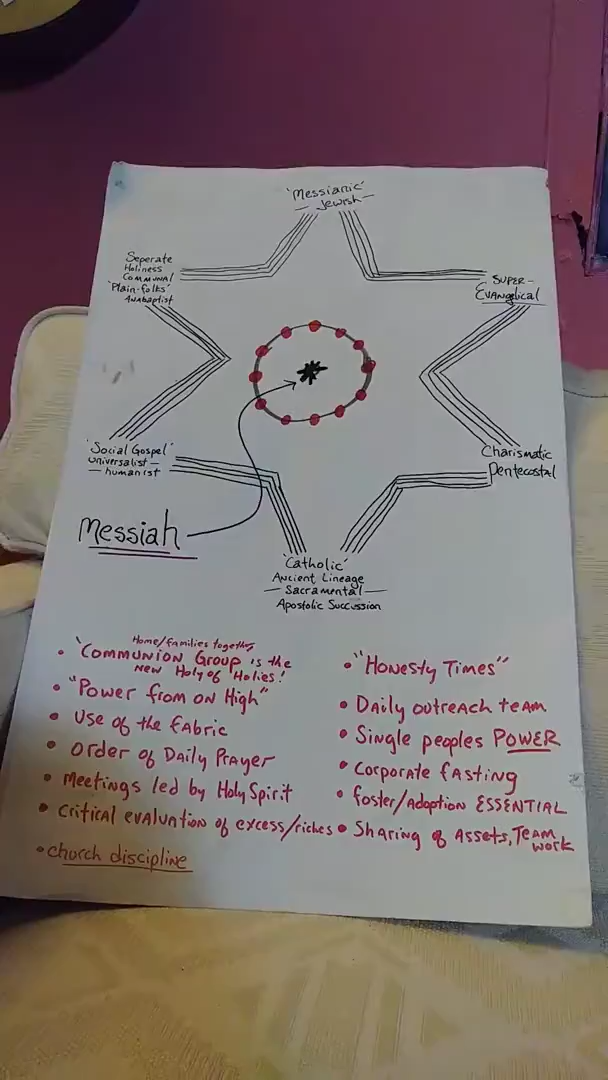 'Messianic'
— Jewish —
Seperate
Holiness
Communal
'Plain-folks'
Anabaptist
SUPER-
EVANGELICAL
'Social Gospel'
universalist —
— humanist
Charismatic
Pentecostal
Messiah
'Catholic'
Ancient Lineage
— Sacramental —
Apostolic Succussion
Home/families together,
• 'Communion Group is the
new Holy of Holies!'
• "Power from on High"
• Use of the fabric
• Order of Daily Prayer
• Meetings led by Holy Spirit
• Critical evaluation of excess/riches
• church discipline
• "Honesty Times"
• Daily outreach team
• Single peoples POWER
• Corporate fasting
• foster/Adoption ESSENTIAL
• Sharing of Assets, Team
work